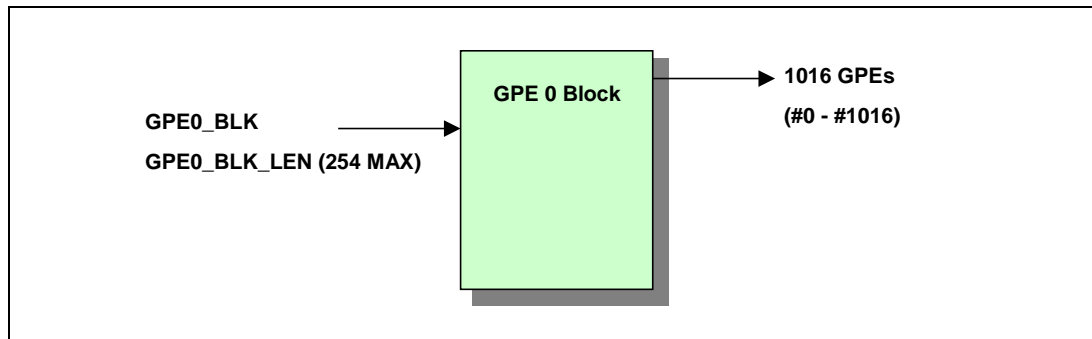 GPE0_BLK
GPE0_BLK_LEN (254 MAX)
GPE 0 Block
1016 GPEs
(#0 - #1016)